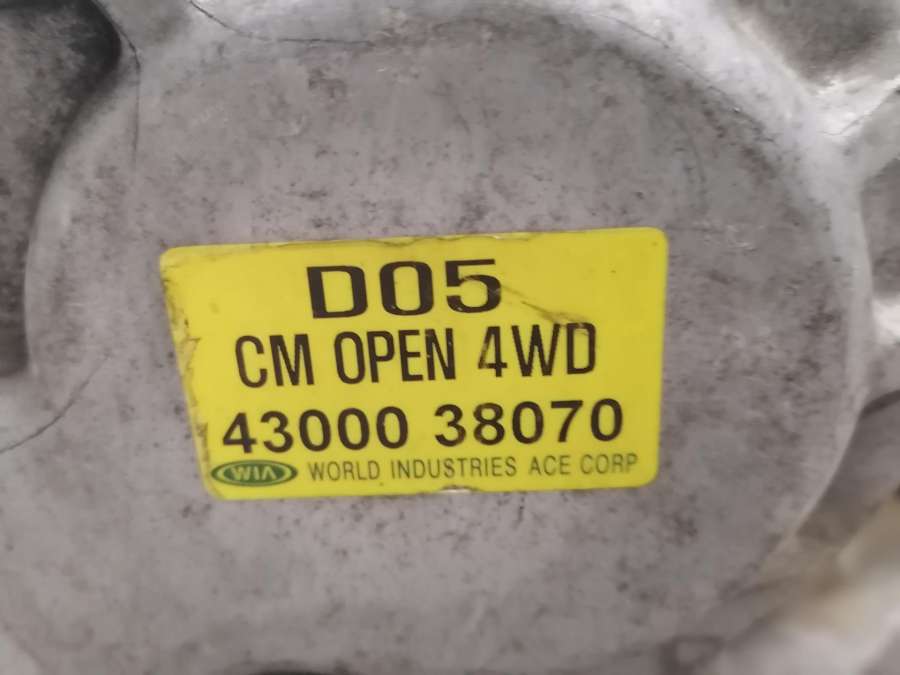 D05
CM OPEN 4WD
43000 38070
WIA WORLD INDUSTRIES ACE CORP